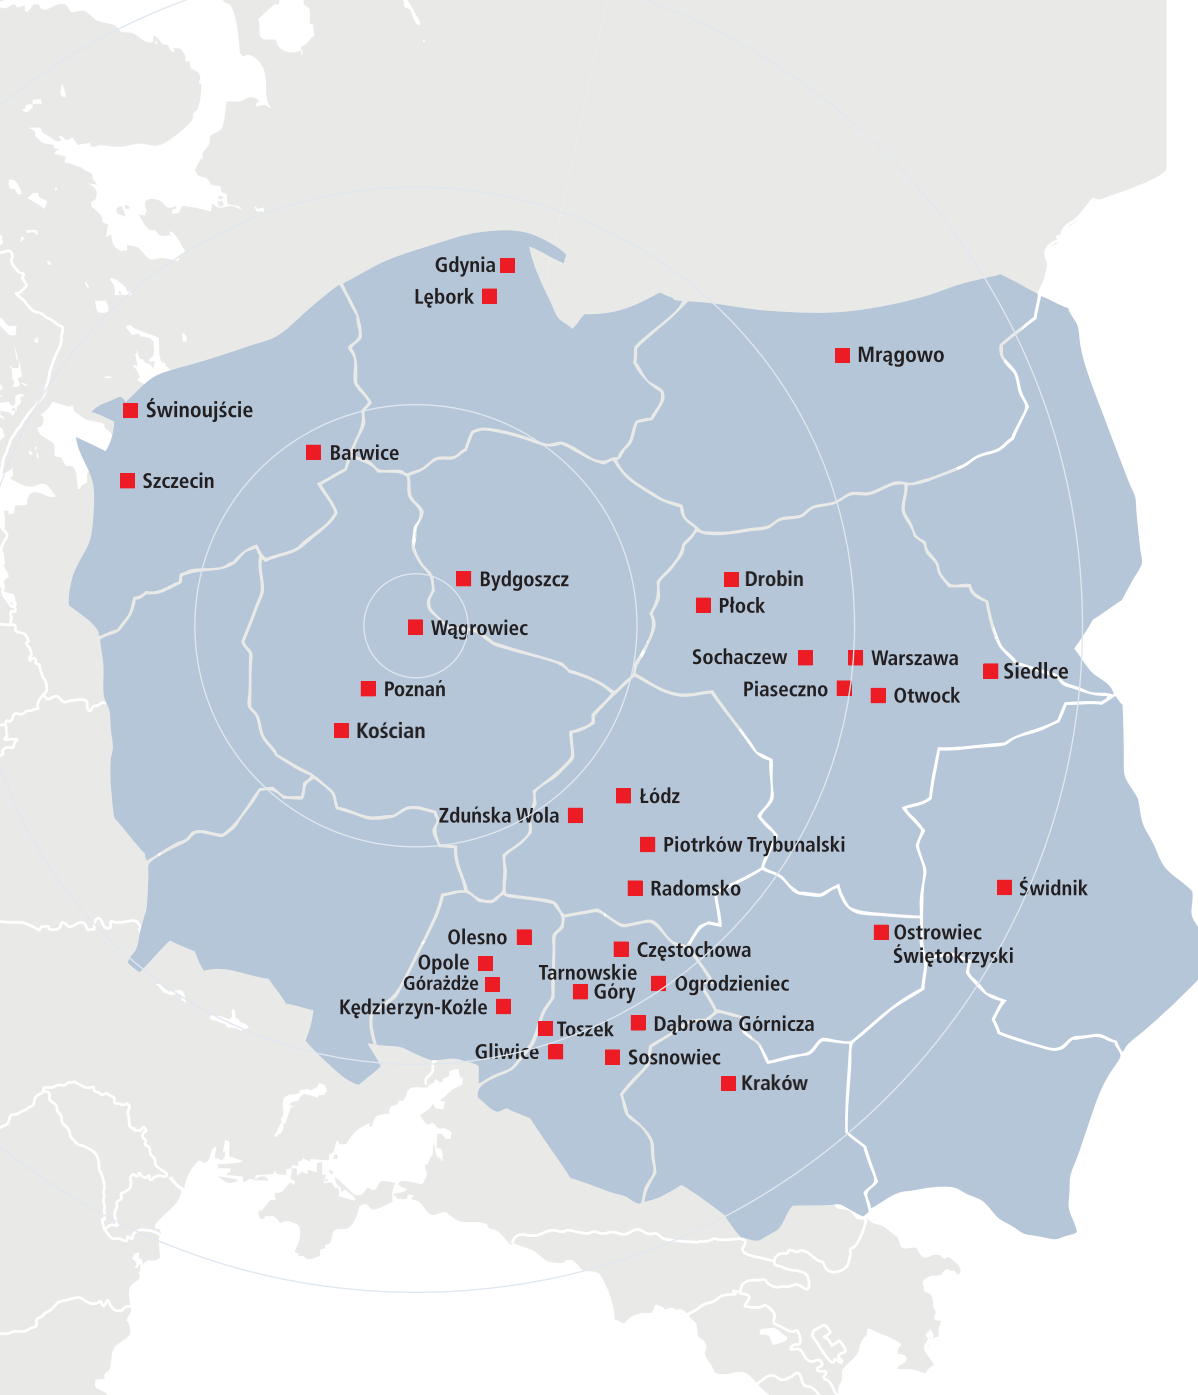 Gdynia
Lębork
Mrągowo
Świnoujście
Barwice
Szczecin
Bydgoszcz
Drobin
Płock
Wągrowiec
Sochaczew
Warszawa
Siedlce
Poznań
Piaseczno
Otwock
Kościan
Łódz
Zduńska Wola
Piotrków Trybunalski
Radomsko
Świdnik
Ostrowiec
Świętokrzyski
Olesno
Częstochowa
Opole
Tarnowskie
Góry
Górażdże
Ogrodzieniec
Kędzierzyn-Kożle
Toszek
Dąbrowa Górnicza
Gliwice
Sosnowiec
Kraków